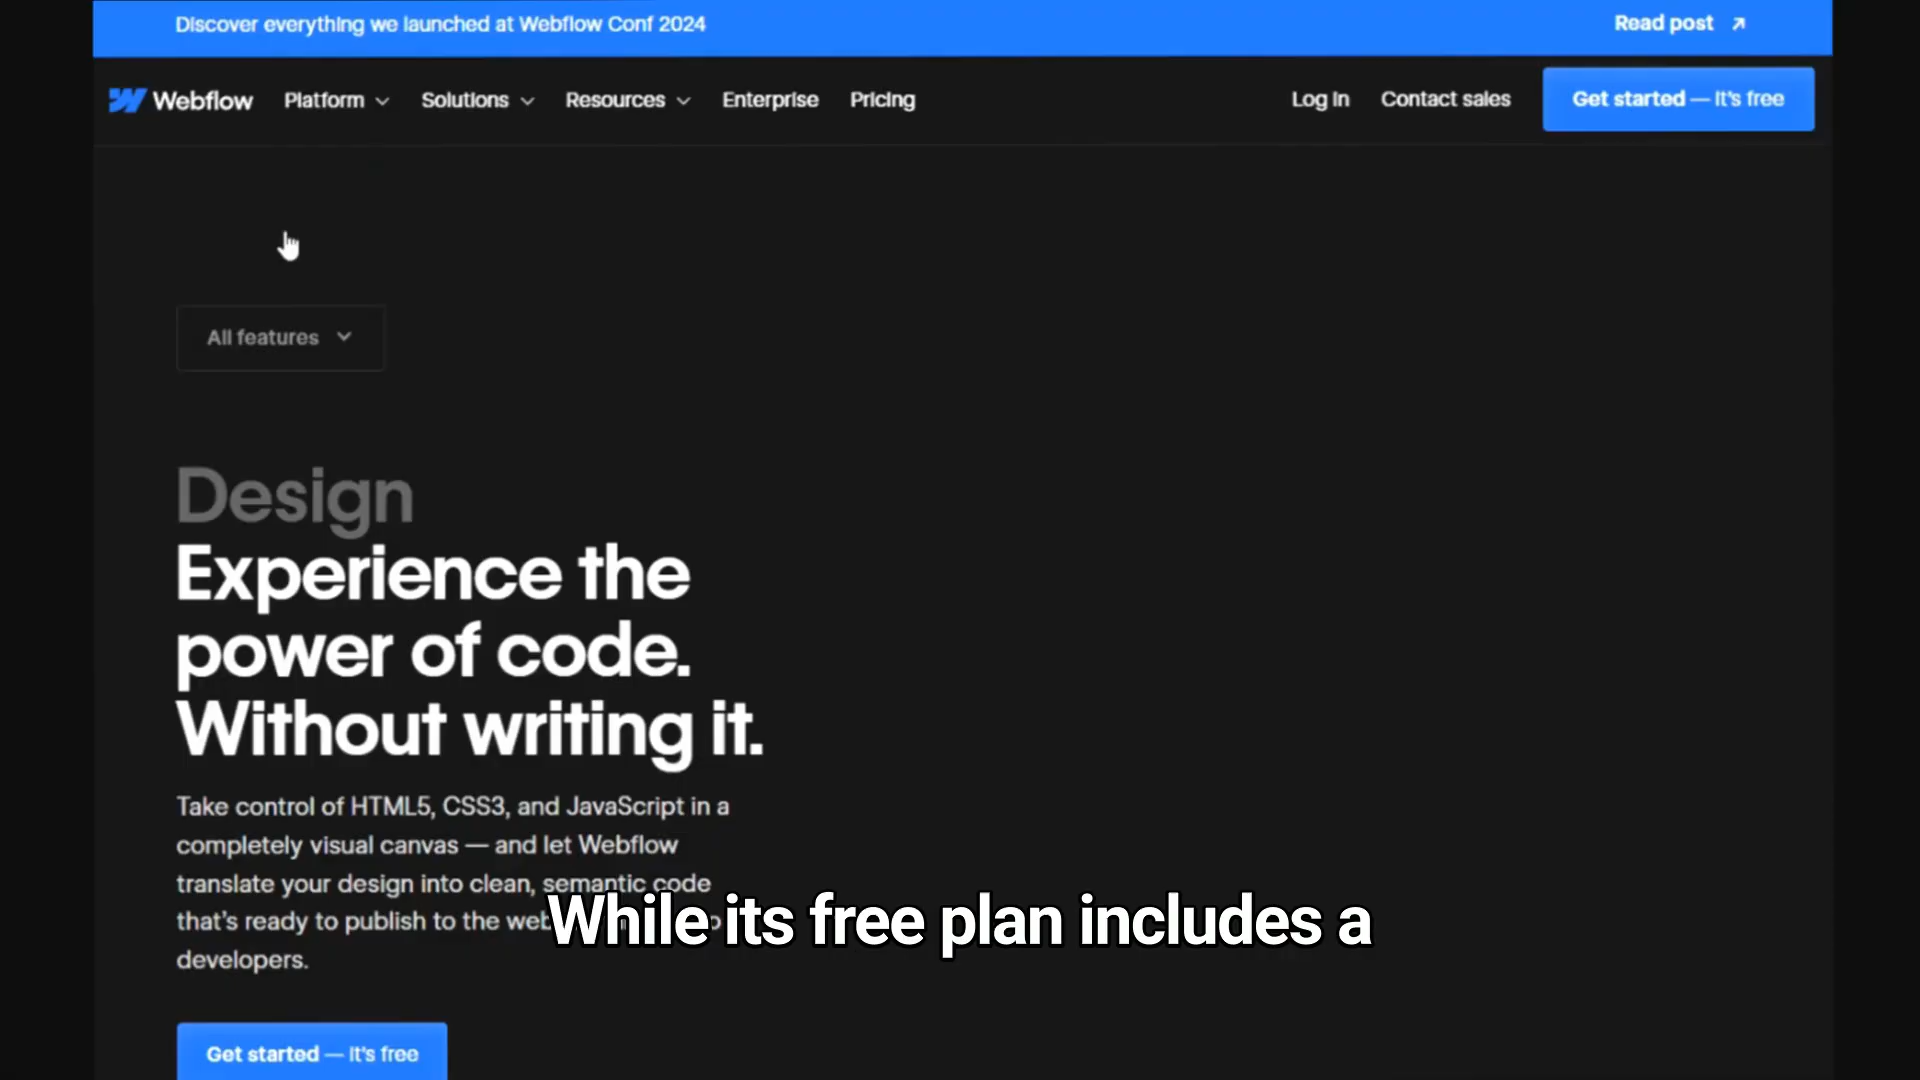 Discover everything we launched at Webflow Conf 2024
Read post
Webflow Platform Solutions Resources Enterprise Pricing
Log in Contact sales Get started — it's free
All features
Design
Experience the
power of code.
Without writing it.
Take control of HTML5, CSS3, and JavaScript in a
completely visual canvas — and let Webflow
translate your design into clean, semantic code
that's ready to publish to the web
developers.
While its free plan includes a
Get started — it's free